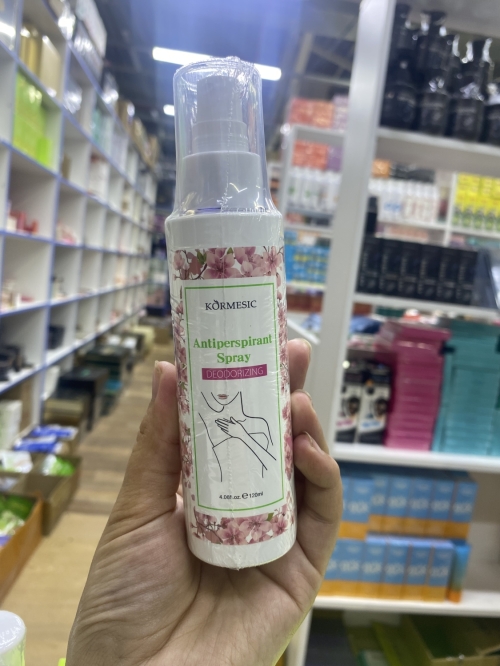 KORMESIC
Antiperspirant
Spray
DEODORIZING
4.06fl.oz. ℮ 120ml